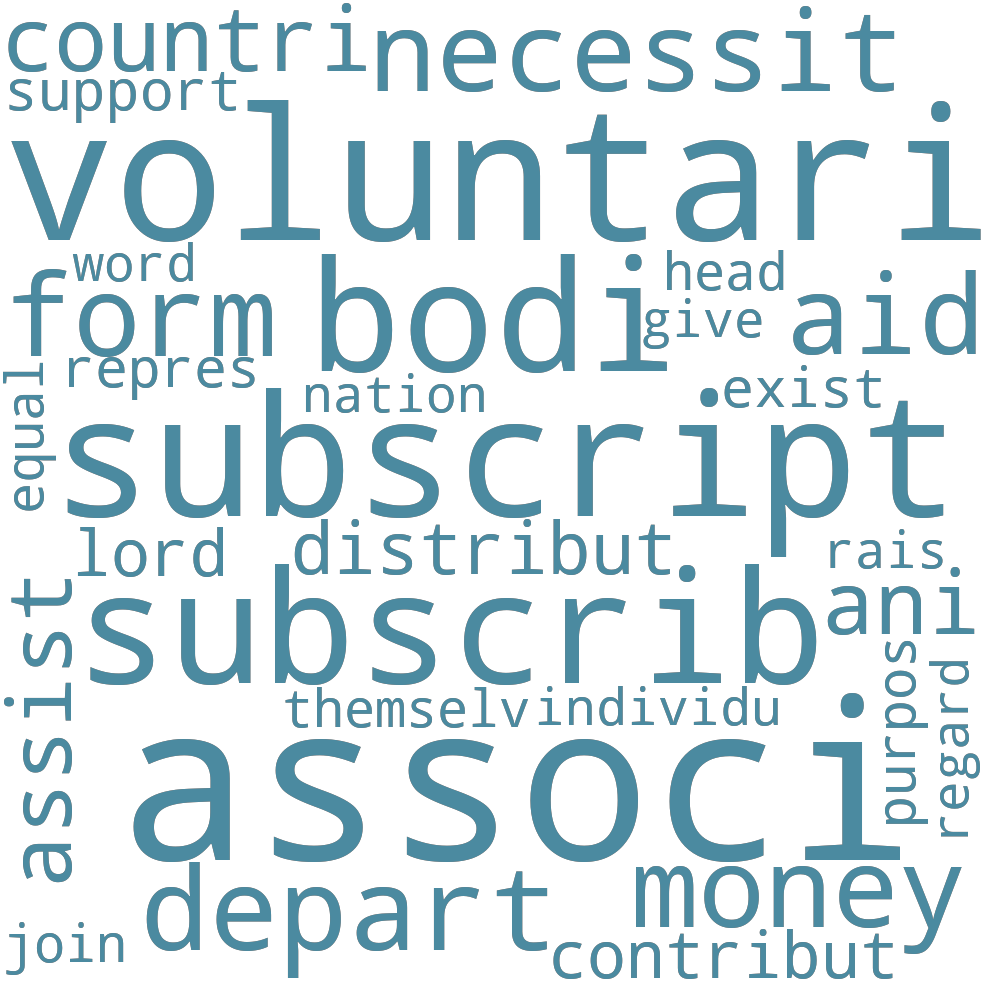 countri necessit
support
voluntari
word
head
form bodi aid
give
repres
nation
exist
equal
subscript
lord distribut
rais
assist
subscrib ani
purpos
regard
themselv individu
associ
depart money
join
contribut